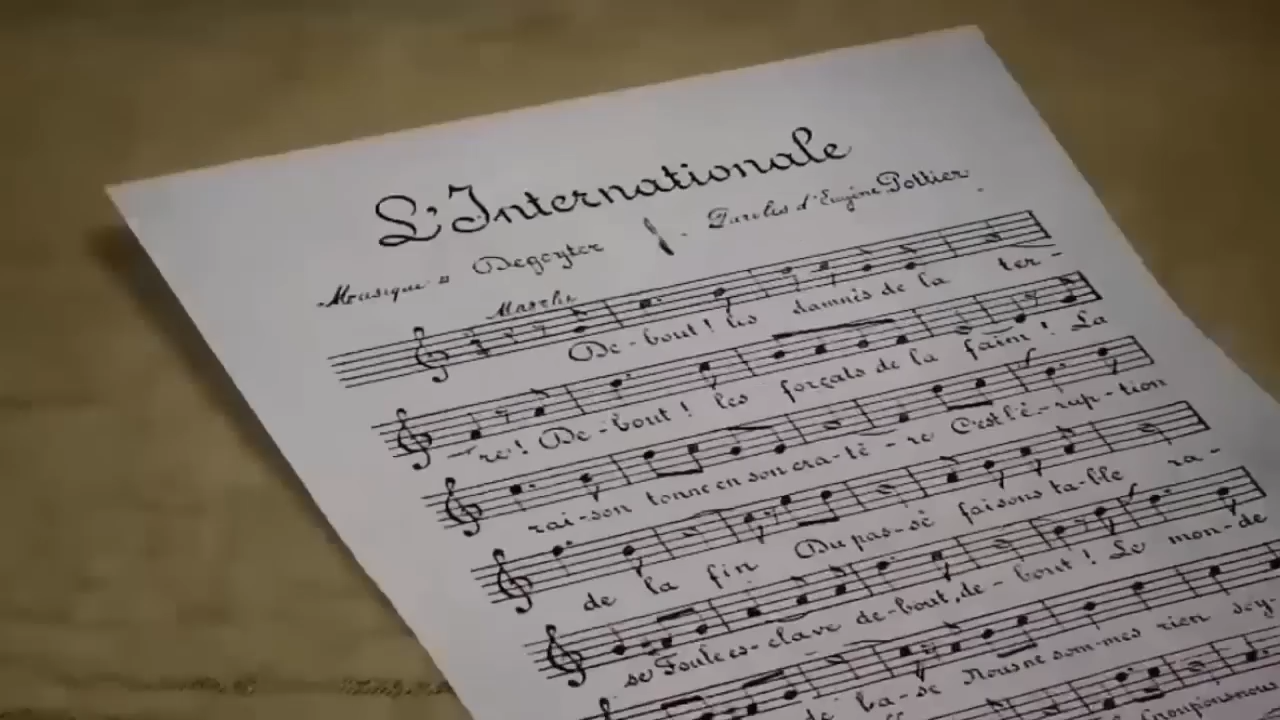 L'Internationale
Musique " Degeyter
Paroles d'Eugène Pottier.
Marche
De-bout! les damnés de la ter-
re! De-bout! les forçats de la faim! La
rai-son tonne en son cra-tè-re C'est l'é-rup-tion
de la fin Du pas-sé faisons ta-ble ra-
se Foule es-clave de-bout, de-bout! Le mon-de
de ba-se Nous ne som-mes rien soy-
Grouponsnous